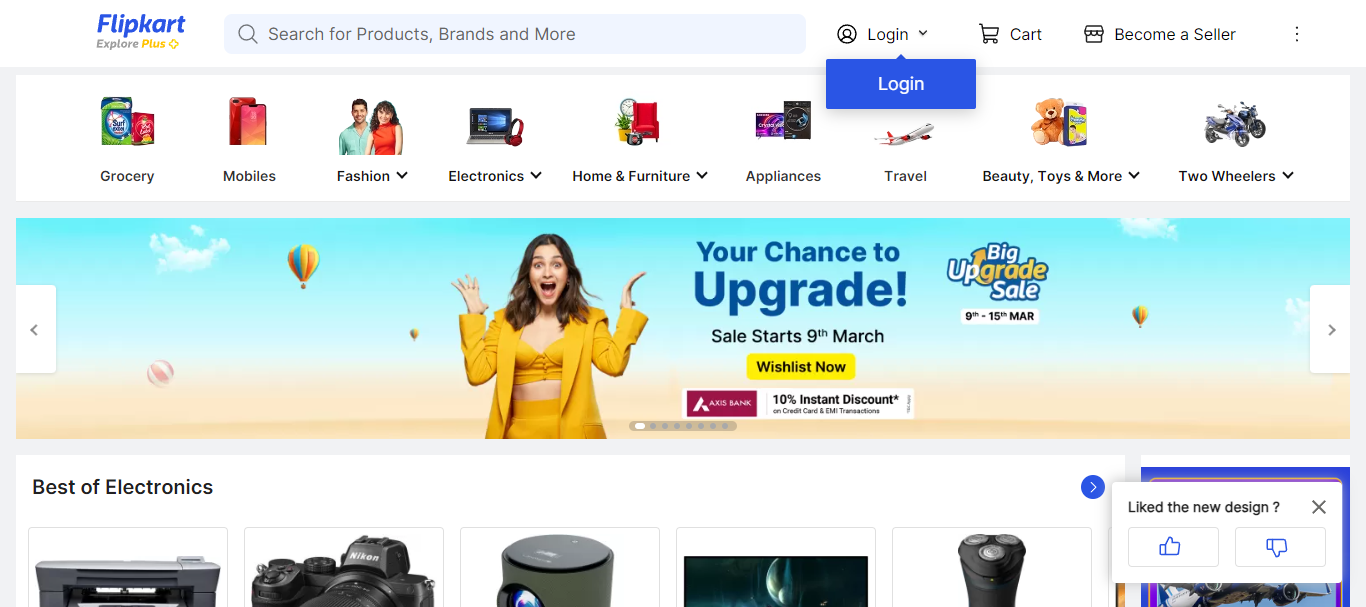 Flipkart
Explore Plus
Search for Products, Brands and More
Login
Cart
Become a Seller
Login
Grocery
Mobiles
Fashion
Electronics
Home & Furniture
Appliances
Travel
Beauty, Toys & More
Two Wheelers
Your Chance to
Upgrade!
Sale Starts 9th March
Wishlist Now
AXIS BANK
10% Instant Discount*
on Credit Card & EMI Transactions
Big
Upgrade
Sale
9th - 15th MAR
Best of Electronics
Liked the new design ?
Nikon